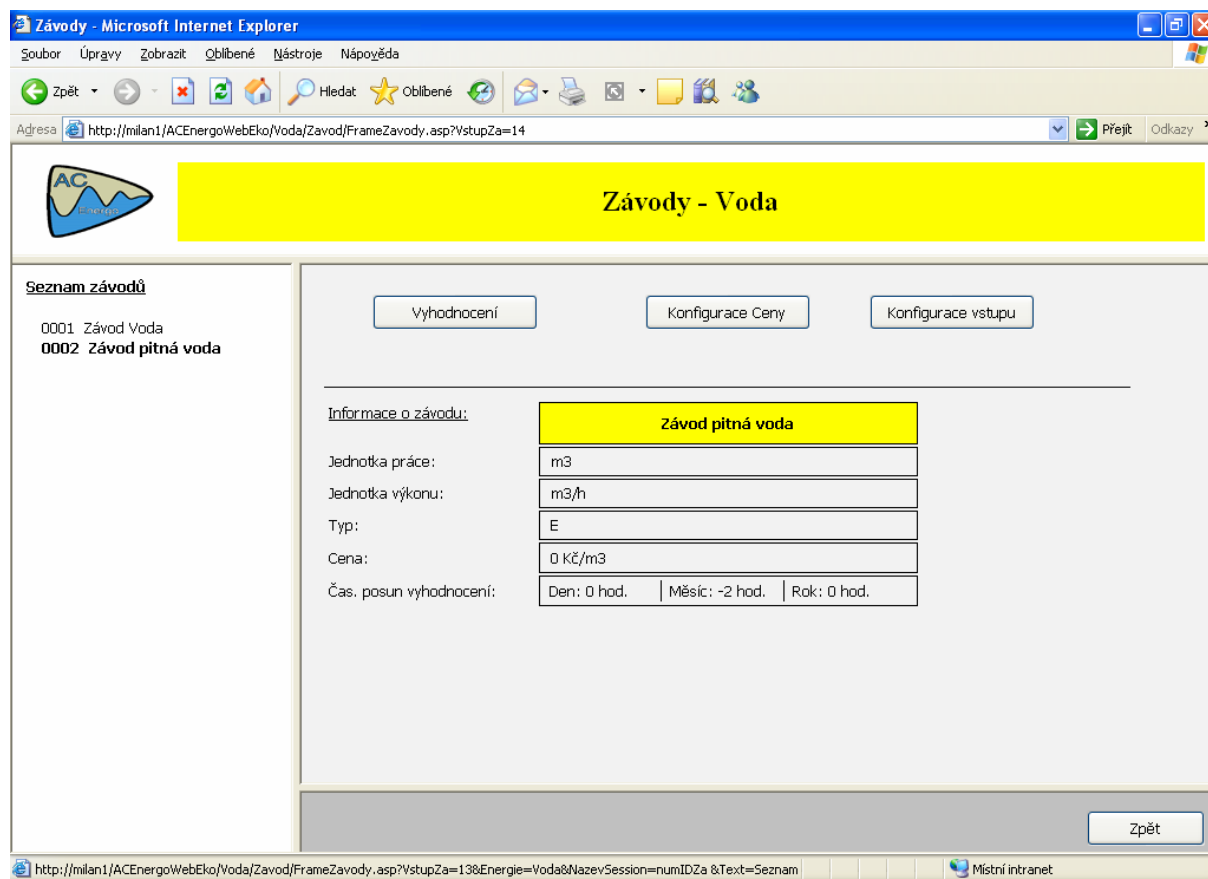 Závody - Microsoft Internet Explorer
Soubor Úpravy Zobrazit Oblíbené Nástroje Nápověda
Zpět Hledat Oblíbené
Adresa http://milan1/ACEnergoWebEko/Voda/Zavod/FrameZavody.asp?VstupZa=14 Přejít Odkazy
AC
Energo
Závody - Voda
Seznam závodů
0001 Závod Voda
0002 Závod pitná voda
Vyhodnocení Konfigurace Ceny Konfigurace vstupu
Informace o závodu: Závod pitná voda
Jednotka práce: m3
Jednotka výkonu: m3/h
Typ: E
Cena: 0 Kč/m3
Čas. posun vyhodnocení: Den: 0 hod. Měsíc: -2 hod. Rok: 0 hod.
Zpět
http://milan1/ACEnergoWebEko/Voda/Zavod/FrameZavody.asp?VstupZa=13&Energie=Voda&NazevSession=numIDZa &Text=Seznam Místní intranet